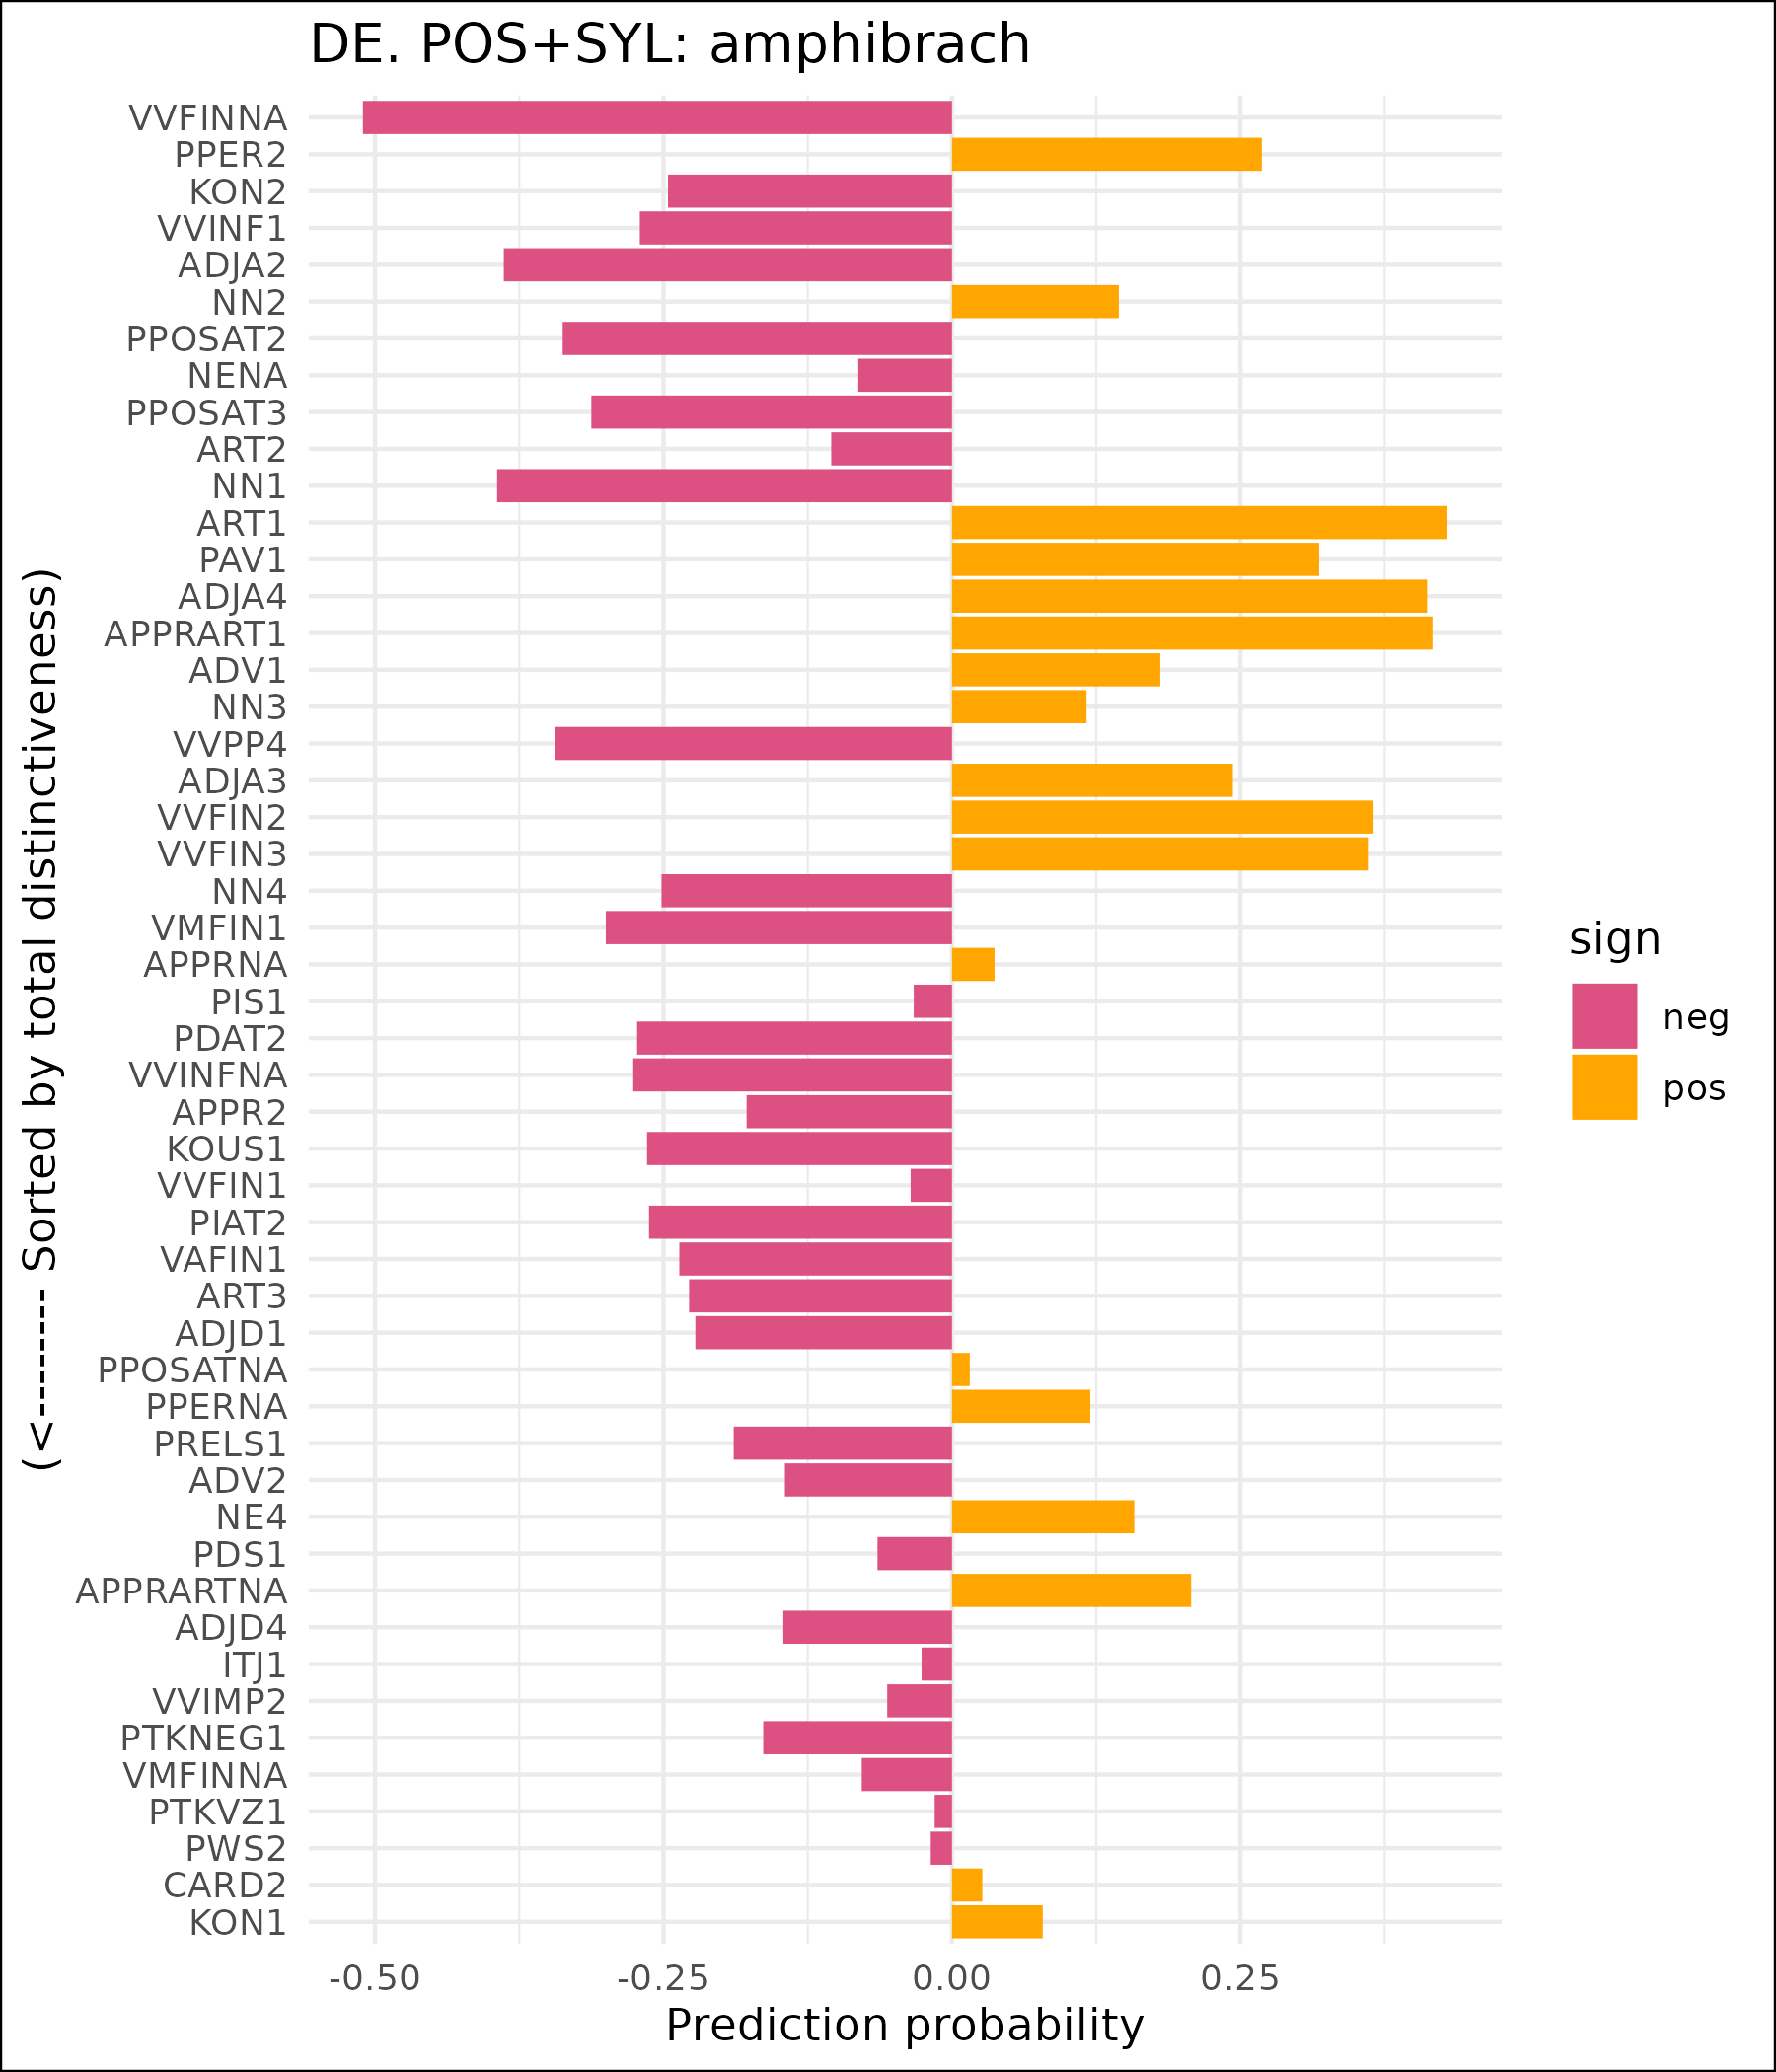 DE. POS+SYL: amphibrach
VVFINNA
PPER2
KON2
VVINF1
ADJA2
NN2
PPOSAT2
NENA
PPOSAT3
ART2
NN1
ART1
PAV1
ADJA4
APPRART1
ADV1
NN3
VVPP4
ADJA3
VVFIN2
VVFIN3
NN4
VMFIN1
APPRNA
PIS1
PDAT2
VVINFNA
APPR2
KOUS1
VVFIN1
PIAT2
VAFIN1
ART3
ADJD1
PPOSATNA
PPERNA
PRELS1
ADV2
NE4
PDS1
APPRARTNA
ADJD4
ITJ1
VVIMP2
PTKNEG1
VMFINNA
PTKVZ1
PWS2
CARD2
KON1
(<--------- Sorted by total distinctiveness)
-0.50 -0.25 0.00 0.25
Prediction probability
sign
neg
pos